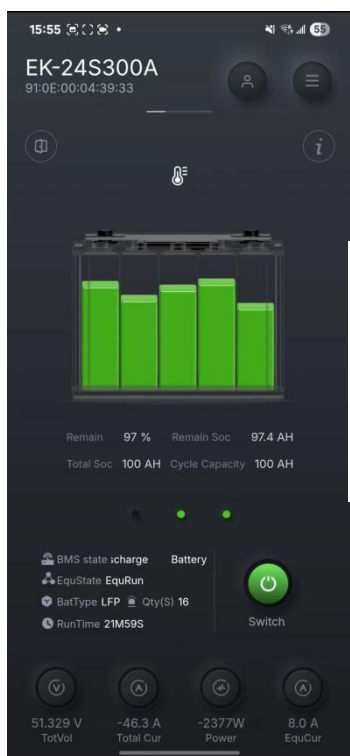 15:55
55
EK-24S300A
91:0E:00:04:39:33
i
Remain 97 % Remain Soc 97.4 AH
Total Soc 100 AH Cycle Capacity 100 AH
BMS state scharge Battery
EquState EquRun
BatType LFP Qty(S) 16
RunTime 21M59S
Switch
V A A
51.329 V -46.3 A -2377W 8.0 A
TotVol Total Cur Power EquCur